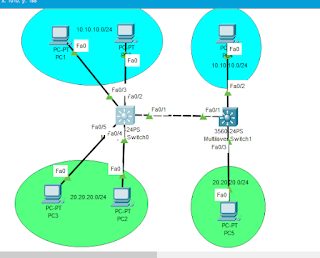 Fa0
PC-PT
PC1
10.10.10.0/24
Fa0
Fa0/3
Fa0/2
Fa0/5
Fa0/4
24PS
Switch0
Fa0/1
Fa0/1
Fa0
10.10.10.0/24
Fa0/2
3560-24PS
Multilayer Switch1
Fa0/3
20.20.20.0/24
Fa0
PC-PT
PC3
Fa0
PC-PT
PC2
20.20.20.0/24
Fa0
PC-PT
PC5